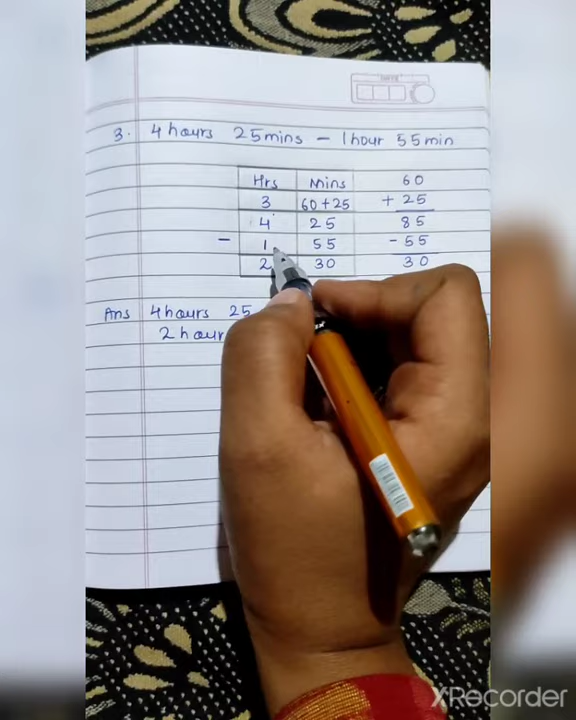 3. 4 hours 25 mins - 1 hour 55 min
Hrs Mins 60
3 60+25 + 25
4 25 85
- 1 55 - 55
2 30 30
Ans 4 hours 25
2 hour
XRecorder